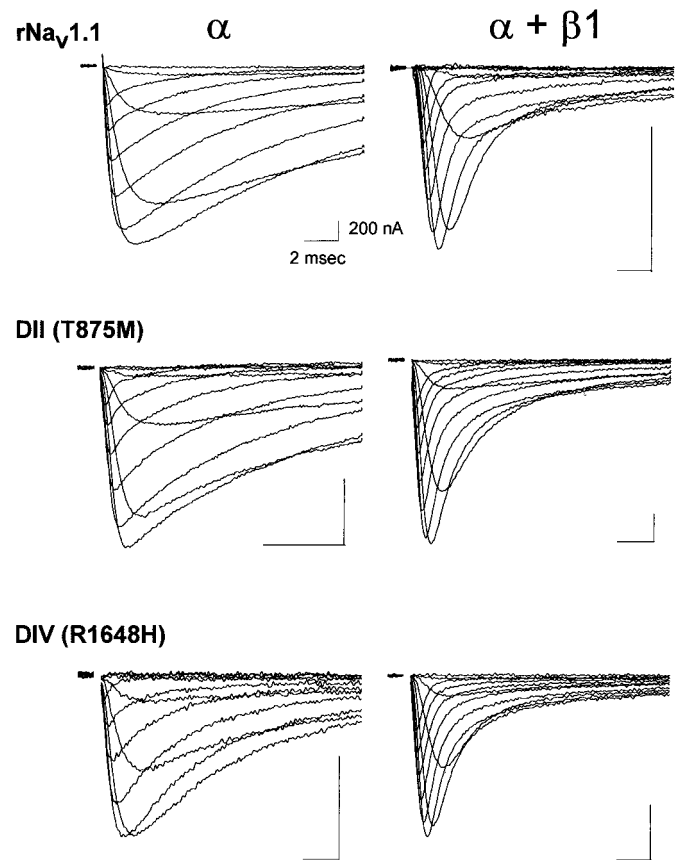 rNav1.1
α
α + β1
200 nA
2 msec
DII (T875M)
DIV (R1648H)